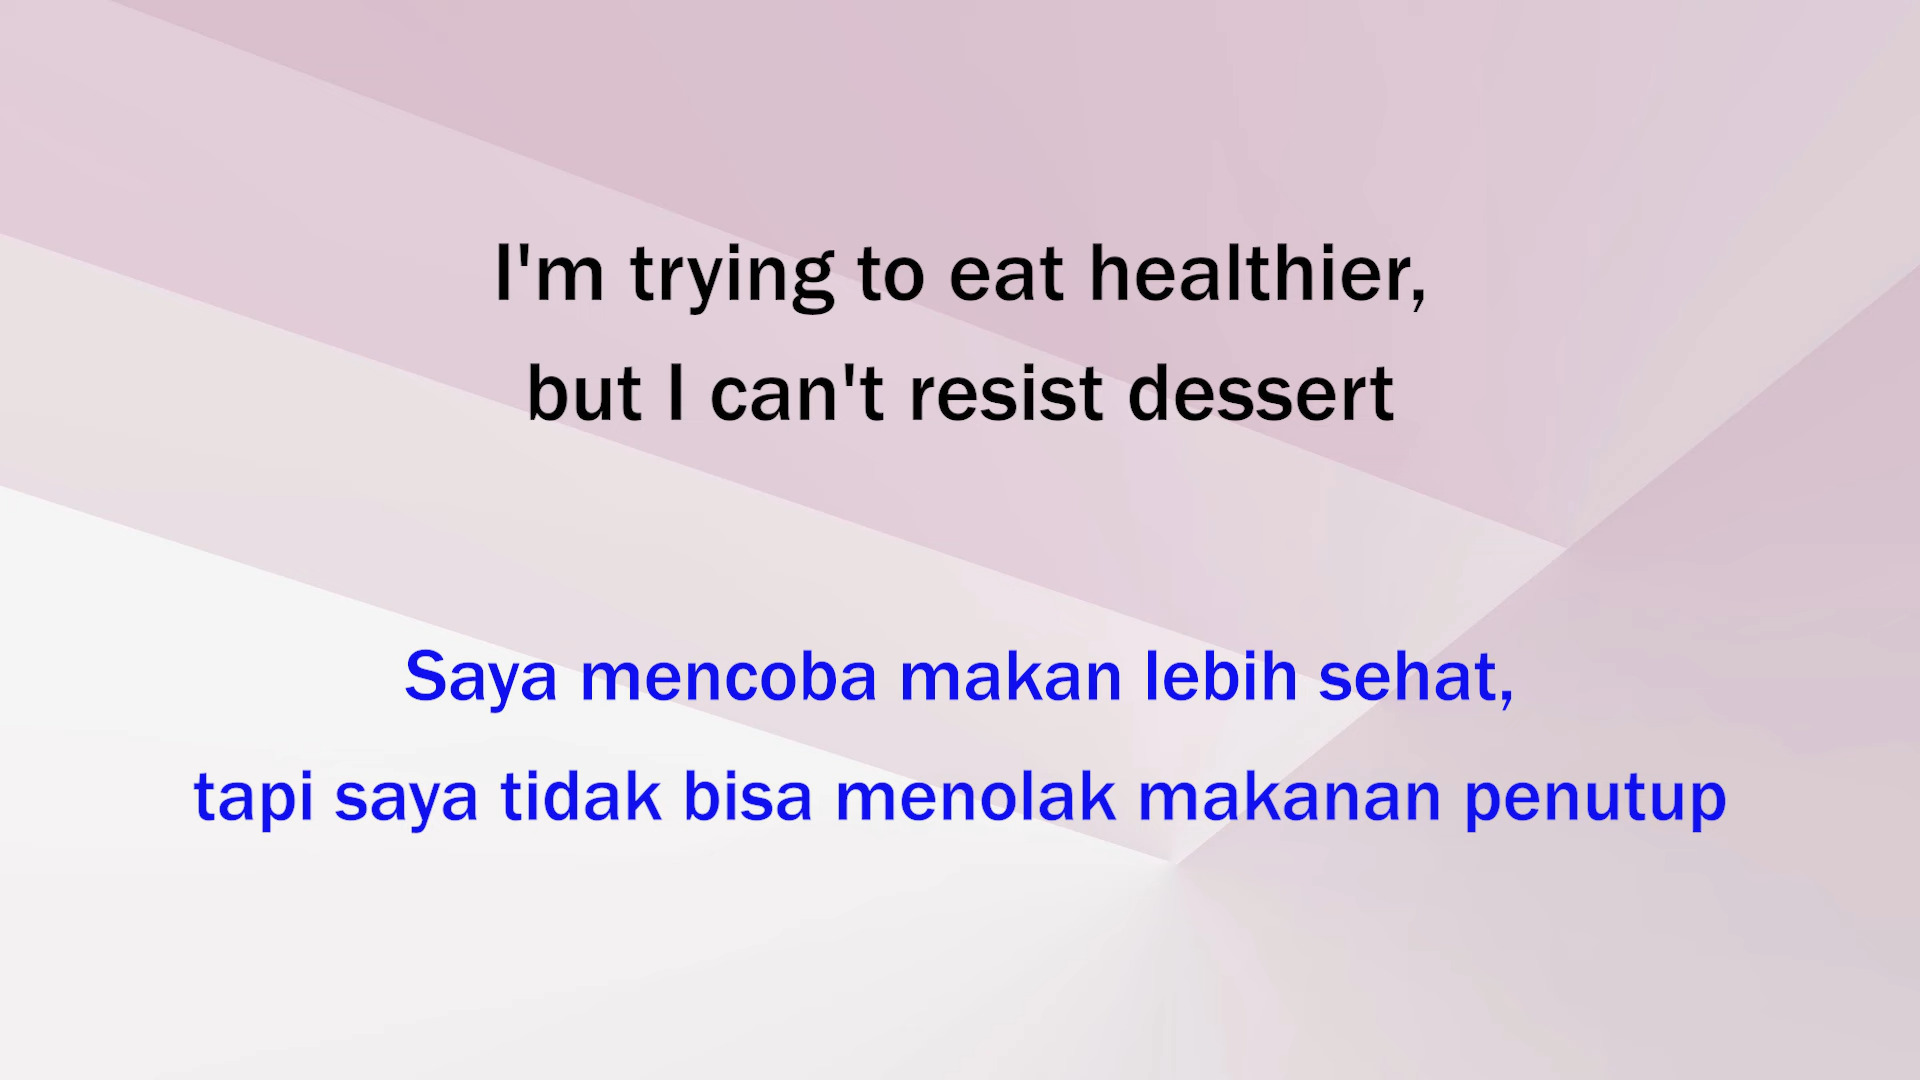 I'm trying to eat healthier,
but I can't resist dessert
Saya mencoba makan lebih sehat,
tapi saya tidak bisa menolak makanan penutup